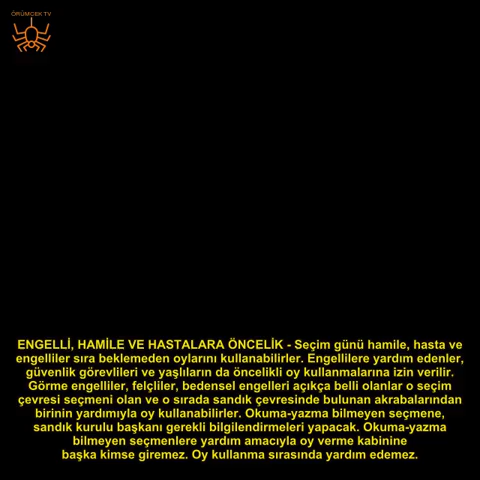 ÖRÜMCEK TV
ENGELLİ, HAMİLE VE HASTALARA ÖNCELİK - Seçim günü hamile, hasta ve
engelliler sıra beklemeden oylarını kullanabilirler. Engellilere yardım edenler,
güvenlik görevlileri ve yaşlıların da öncelikli oy kullanmalarına izin verilir.
Görme engelliler, felçliler, bedensel engelleri açıkça belli olanlar o seçim
çevresi seçmeni olan ve o sırada sandık çevresinde bulunan akrabalarından
birinin yardımıyla oy kullanabilirler. Okuma-yazma bilmeyen seçmene,
sandık kurulu başkanı gerekli bilgilendirmeleri yapacak. Okuma-yazma
bilmeyen seçmenlere yardım amacıyla oy verme kabinine
başka kimse giremez. Oy kullanma sırasında yardım edemez.